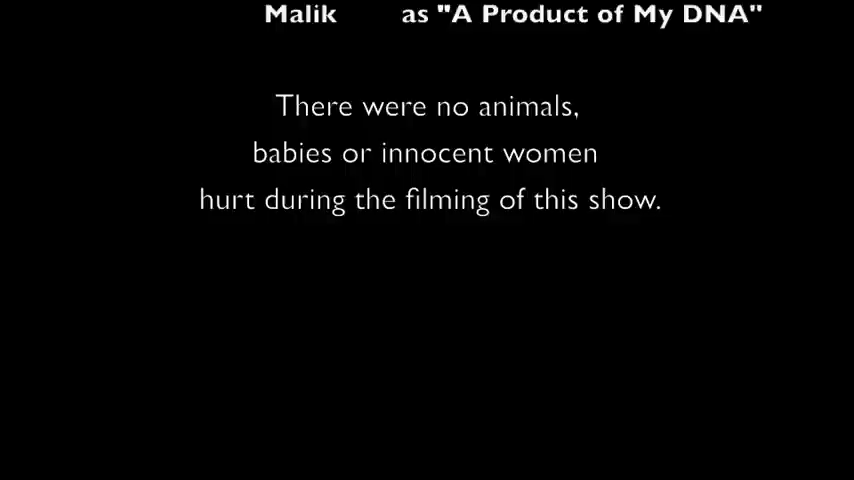 Malik as "A Product of My DNA"
There were no animals,
babies or innocent women
hurt during the filming of this show.